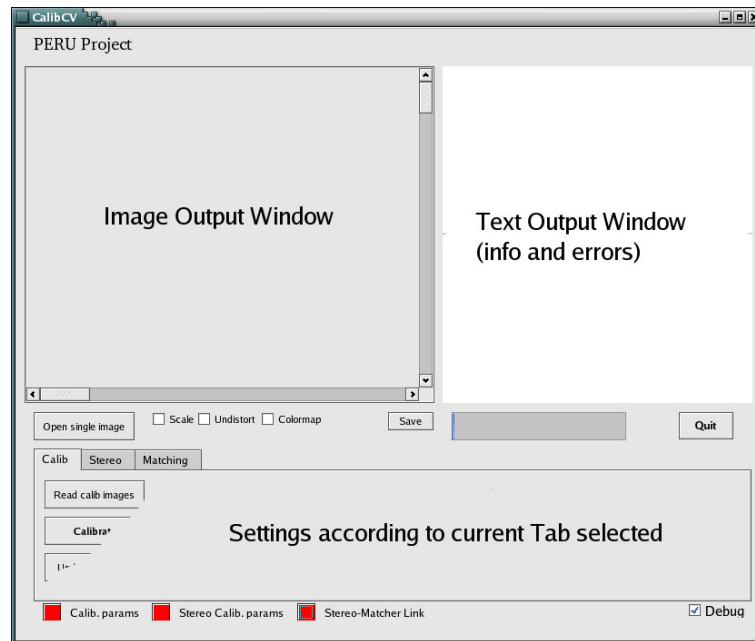 CalibCV
PERU Project
Image Output Window
Text Output Window
(info and errors)
Open single image
Scale
Undistort
Colormap
Save
Quit
Calib
Stereo
Matching
Read calib images
Settings according to current Tab selected
Calib. params
Stereo Calib. params
Stereo-Matcher Link
Debug